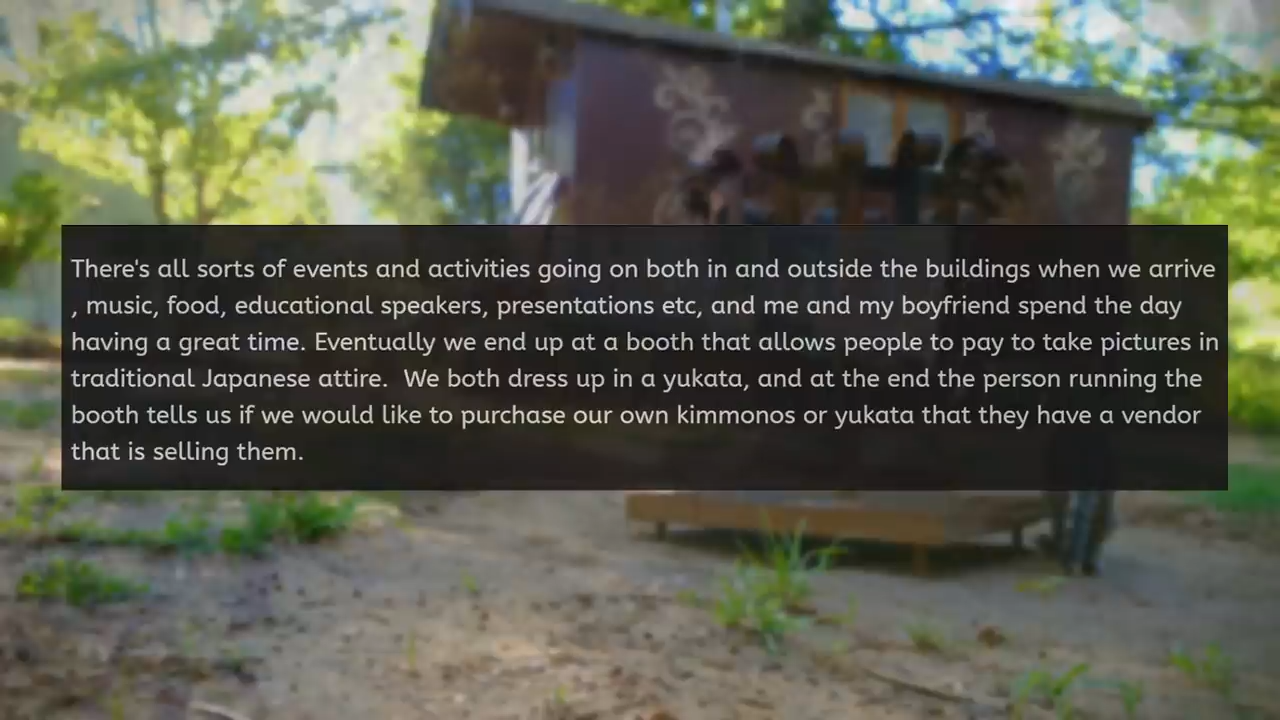 There's all sorts of events and activities going on both in and outside the buildings when we arrive
, music, food, educational speakers, presentations etc, and me and my boyfriend spend the day
having a great time. Eventually we end up at a booth that allows people to pay to take pictures in
traditional Japanese attire.  We both dress up in a yukata, and at the end the person running the
booth tells us if we would like to purchase our own kimmonos or yukata that they have a vendor
that is selling them.